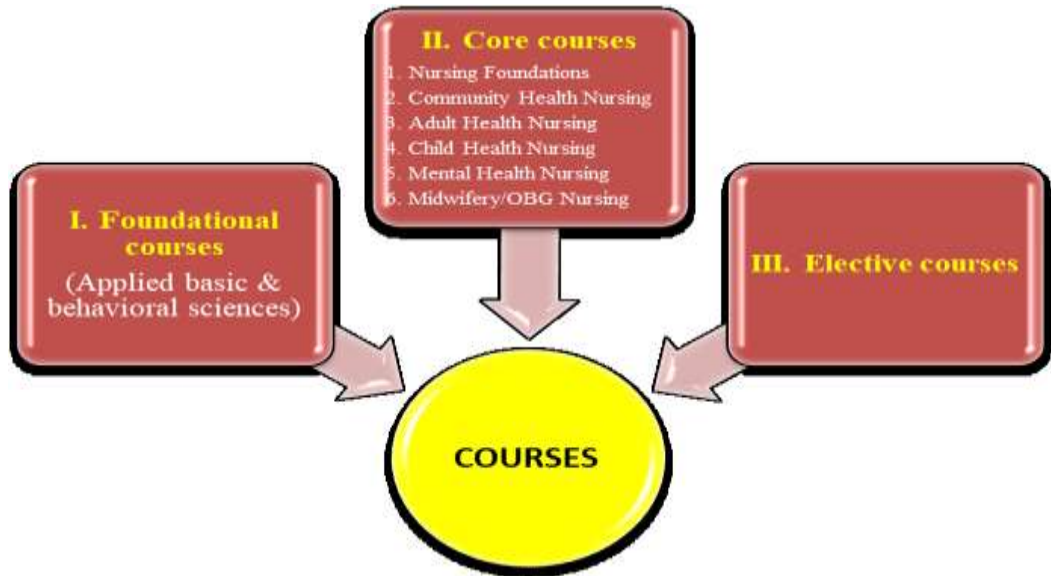 I. Foundational
courses
(Applied basic &
behavioral sciences)
II. Core courses
1. Nursing Foundations
2. Community Health Nursing
3. Adult Health Nursing
4. Child Health Nursing
5. Mental Health Nursing
6. Midwifery/OBG Nursing
III. Elective courses
COURSES